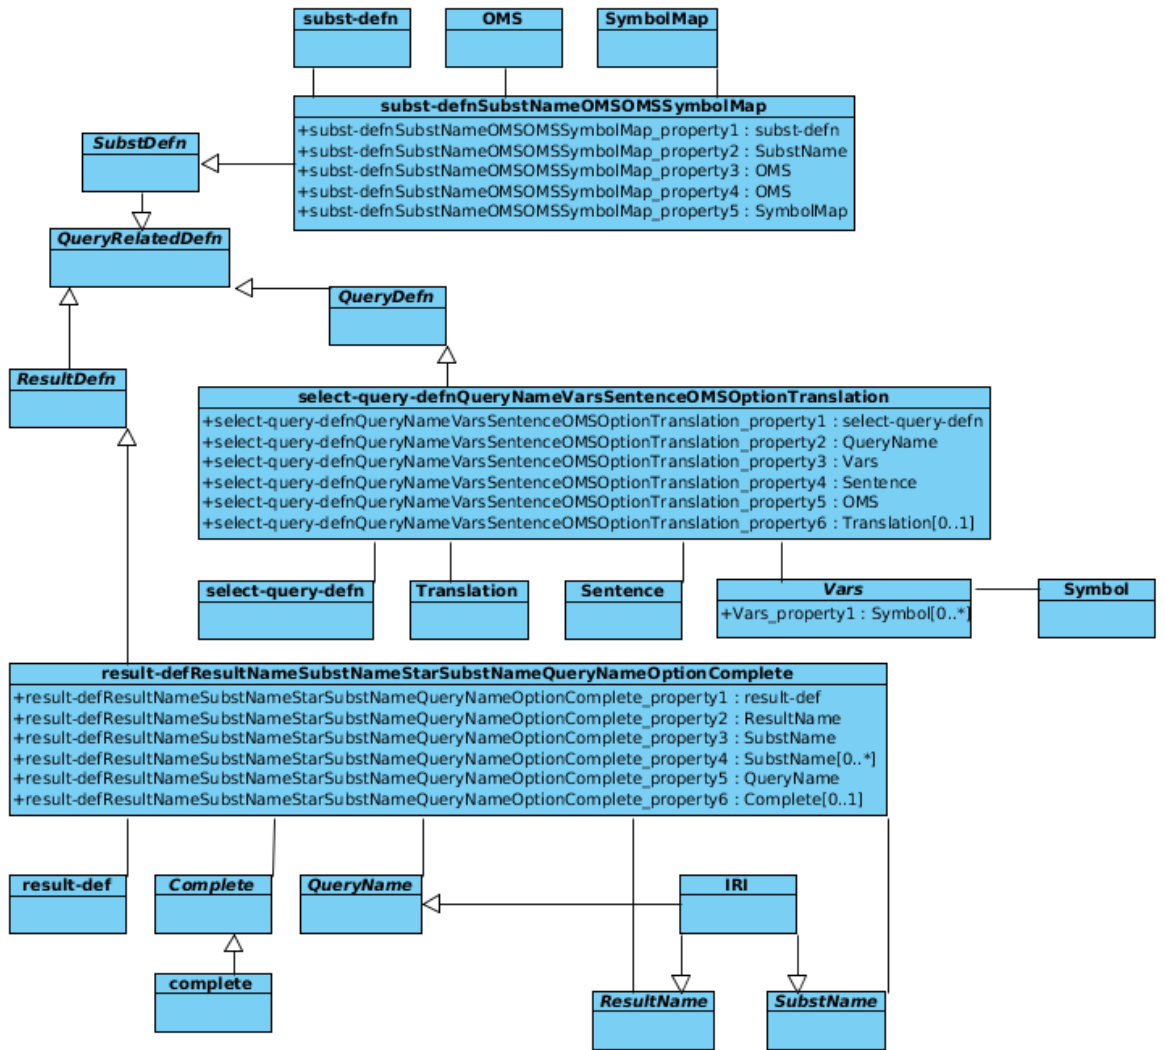 subst-defn
OMS
SymbolMap
subst-defnSubstNameOMSOMSSymbolMap
+subst-defnSubstNameOMSOMSSymbolMap_property1 : subst-defn
+subst-defnSubstNameOMSOMSSymbolMap_property2 : SubstName
+subst-defnSubstNameOMSOMSSymbolMap_property3 : OMS
+subst-defnSubstNameOMSOMSSymbolMap_property4 : OMS
+subst-defnSubstNameOMSOMSSymbolMap_property5 : SymbolMap
SubstDefn
QueryRelatedDefn
QueryDefn
ResultDefn
select-query-defnQueryNameVarsSentenceOMSOptionTranslation
+select-query-defnQueryNameVarsSentenceOMSOptionTranslation_property1 : select-query-defn
+select-query-defnQueryNameVarsSentenceOMSOptionTranslation_property2 : QueryName
+select-query-defnQueryNameVarsSentenceOMSOptionTranslation_property3 : Vars
+select-query-defnQueryNameVarsSentenceOMSOptionTranslation_property4 : Sentence
+select-query-defnQueryNameVarsSentenceOMSOptionTranslation_property5 : OMS
+select-query-defnQueryNameVarsSentenceOMSOptionTranslation_property6 : Translation[0..1]
select-query-defn
Translation
Sentence
Vars
+Vars_property1 : Symbol[0..*]
Symbol
result-defResultNameSubstNameStarSubstNameQueryNameOptionComplete
+result-defResultNameSubstNameStarSubstNameQueryNameOptionComplete_property1 : result-def
+result-defResultNameSubstNameStarSubstNameQueryNameOptionComplete_property2 : ResultName
+result-defResultNameSubstNameStarSubstNameQueryNameOptionComplete_property3 : SubstName
+result-defResultNameSubstNameStarSubstNameQueryNameOptionComplete_property4 : SubstName[0..*]
+result-defResultNameSubstNameStarSubstNameQueryNameOptionComplete_property5 : QueryName
+result-defResultNameSubstNameStarSubstNameQueryNameOptionComplete_property6 : Complete[0..1]
result-def
Complete
QueryName
IRI
complete
ResultName
SubstName